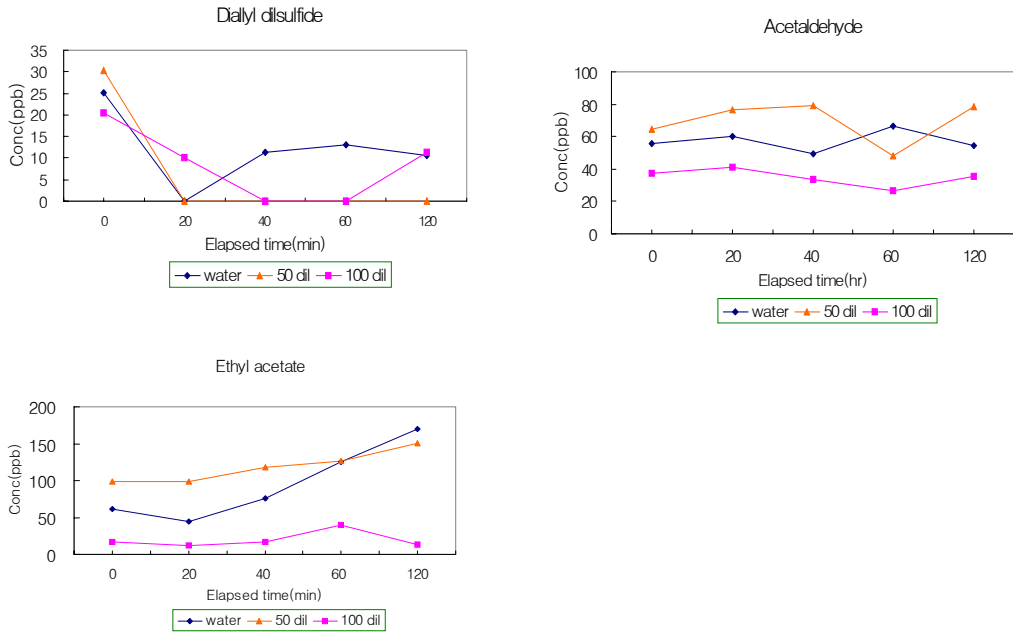 Diallyl dilsulfide
35
30
25
20
15
10
5
0
Conc(ppb)
0 20 40 60 120
Elapsed time(min)
water 50 dil 100 dil
Acetaldehyde
100
80
60
40
20
0
Conc(ppb)
0 20 40 60 120
Elapsed time(hr)
water 50 dil 100 dil
Ethyl acetate
200
150
100
50
0
Conc(ppb)
0 20 40 60 120
Elapsed time(min)
water 50 dil 100 dil